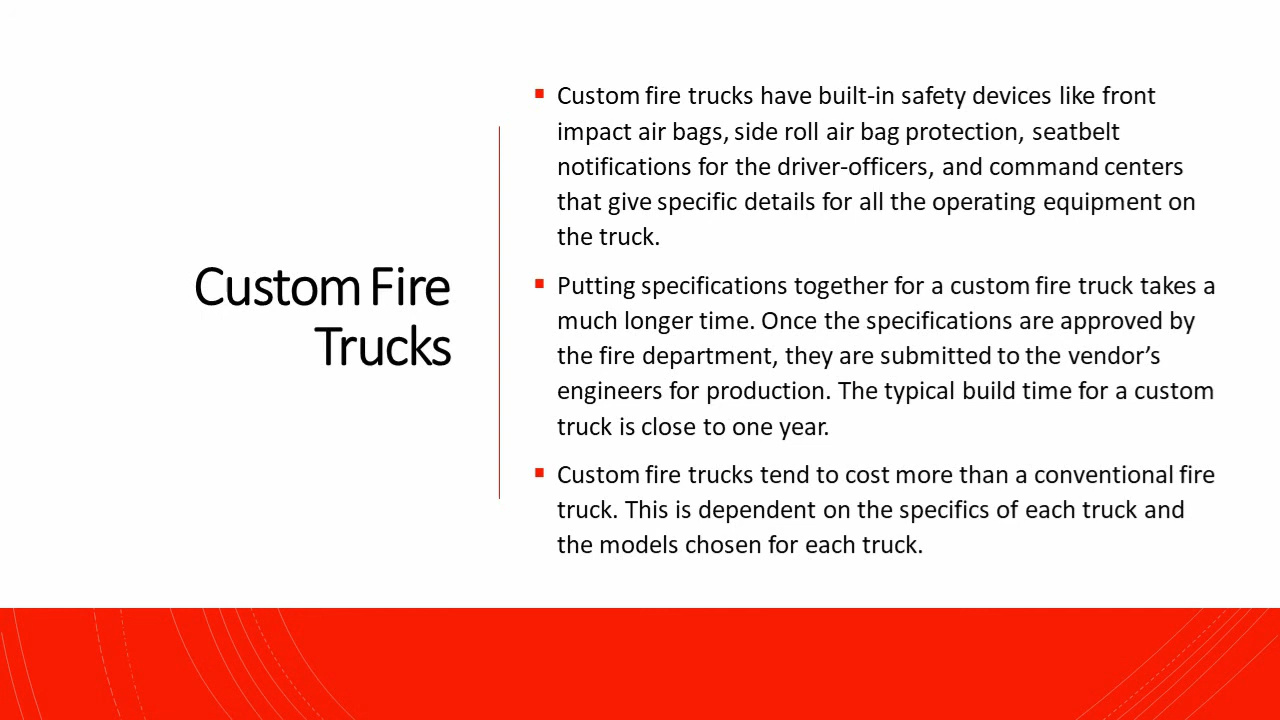 Custom Fire
Trucks
Custom fire trucks have built-in safety devices like front
impact air bags, side roll air bag protection, seatbelt
notifications for the driver-officers, and command centers
that give specific details for all the operating equipment on
the truck.
Putting specifications together for a custom fire truck takes a
much longer time. Once the specifications are approved by
the fire department, they are submitted to the vendor’s
engineers for production. The typical build time for a custom
truck is close to one year.
Custom fire trucks tend to cost more than a conventional fire
truck. This is dependent on the specifics of each truck and
the models chosen for each truck.